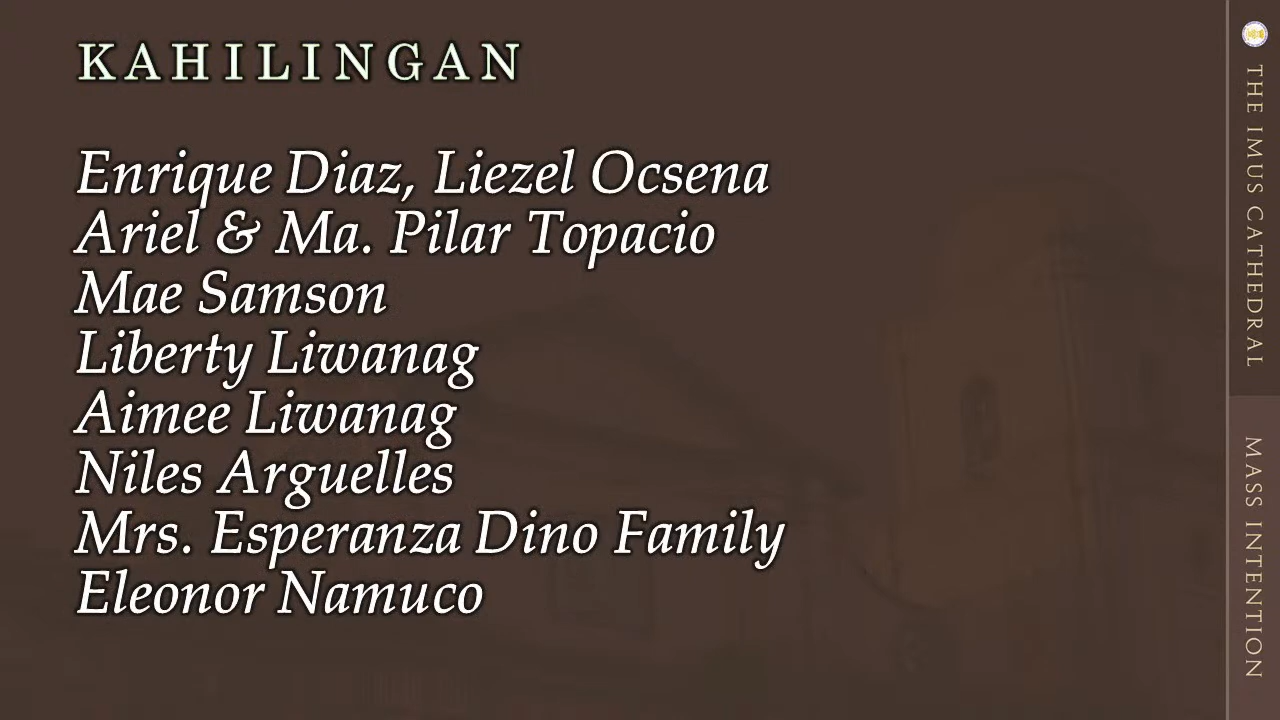 KAHILINGAN
Enrique Diaz, Liezel Ocsena
Ariel & Ma. Pilar Topacio
Mae Samson
Liberty Liwanag
Aimee Liwanag
Niles Arguelles
Mrs. Esperanza Dino Family
Eleonor Namuco
THE IMUS CATHEDRAL
MASS INTENTION